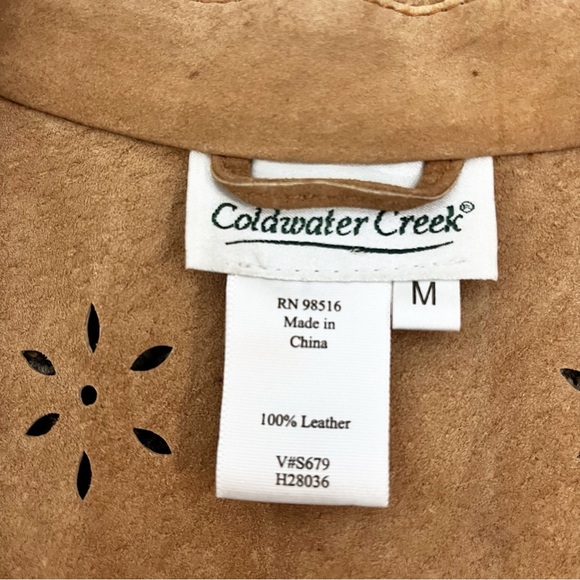 Coldwater Creek®
M
RN 98516
Made in
China
100% Leather
V#S679
H28036